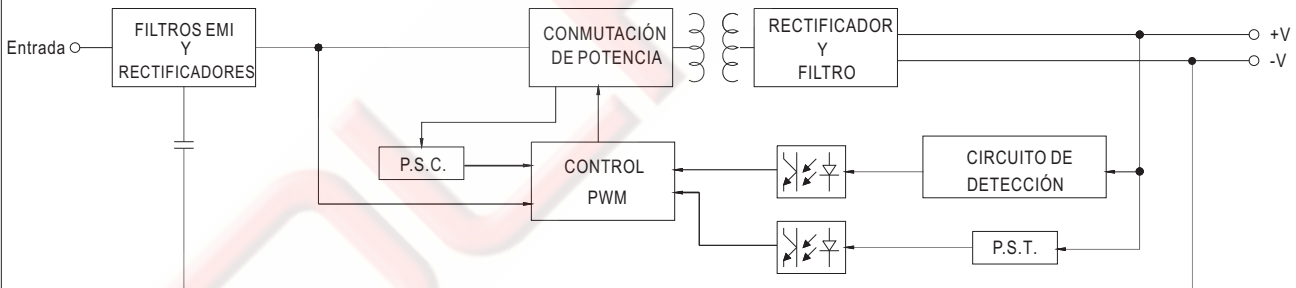 Entrada
FILTROS EMI
Y
RECTIFICADORES
CONMUTACIÓN
DE POTENCIA
RECTIFICADOR
Y
FILTRO
+V
-V
P.S.C.
CONTROL
PWM
CIRCUITO DE
DETECCIÓN
P.S.T.